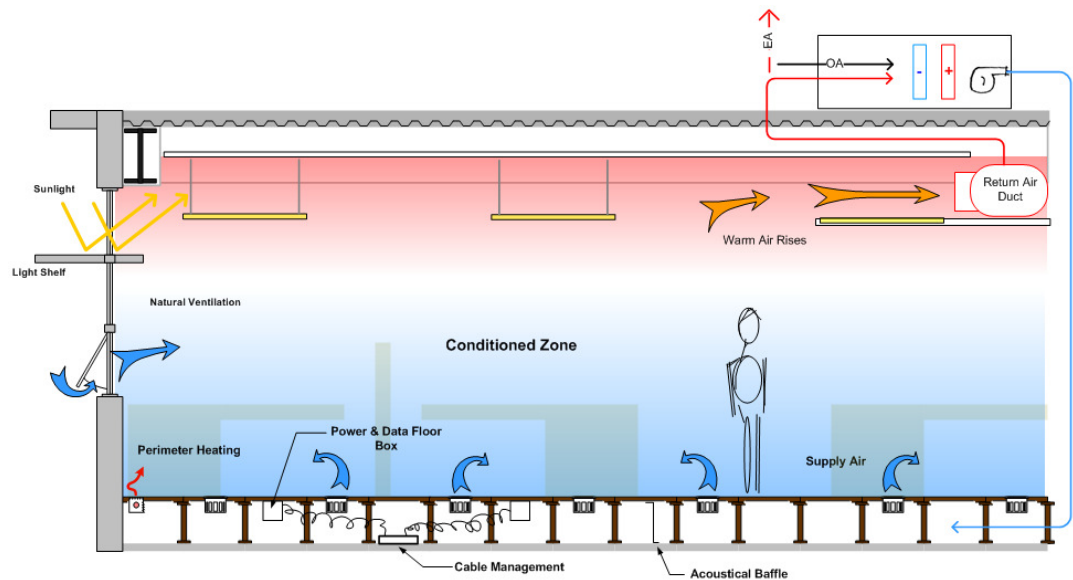 EA
OA
-
+
Sunlight
Return Air
Duct
Warm Air Rises
Light Shelf
Natural Ventilation
Conditioned Zone
Power & Data Floor
Box
Perimeter Heating
Supply Air
Cable Management
Acoustical Baffle